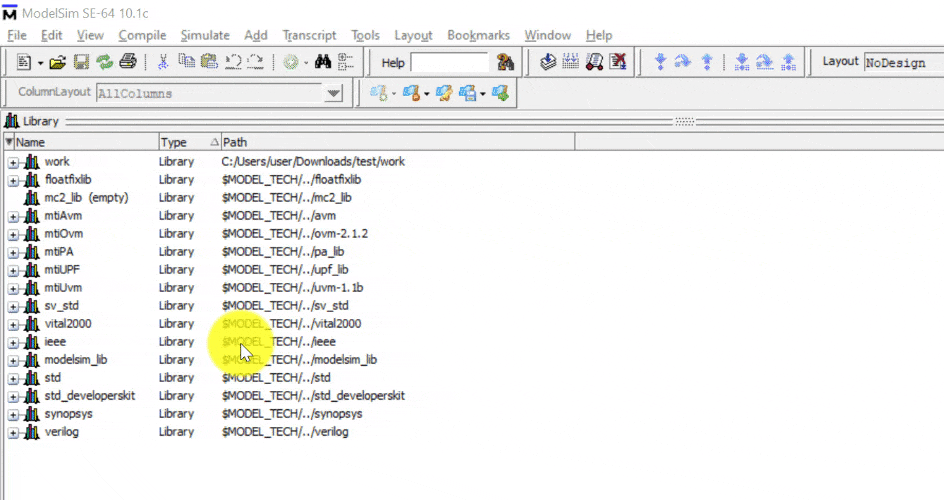 ModelSim SE-64 10.1c
File Edit View Compile Simulate Add Transcript Tools Layout Bookmarks Window Help
Help Layout NoDesign
ColumnLayout AllColumns
Library
Name Type Path
work Library C:/Users/user/Downloads/test/work
floatfixlib Library $MODEL_TECH/../floatfixlib
mc2_lib (empty) Library $MODEL_TECH/../mc2_lib
mtiAvm Library $MODEL_TECH/../avm
mtiOvm Library $MODEL_TECH/../ovm-2.1.2
mtiPA Library $MODEL_TECH/../pa_lib
mtiUPF Library $MODEL_TECH/../upf_lib
mtiUvm Library $MODEL_TECH/../uvm-1.1b
sv_std Library $MODEL_TECH/../sv_std
vital2000 Library $MODEL_TECH/../vital2000
ieee Library $MODEL_TECH/../ieee
modelsim_lib Library $MODEL_TECH/../modelsim_lib
std Library $MODEL_TECH/../std
std_developerskit Library $MODEL_TECH/../std_developerskit
synopsys Library $MODEL_TECH/../synopsys
verilog Library $MODEL_TECH/../verilog